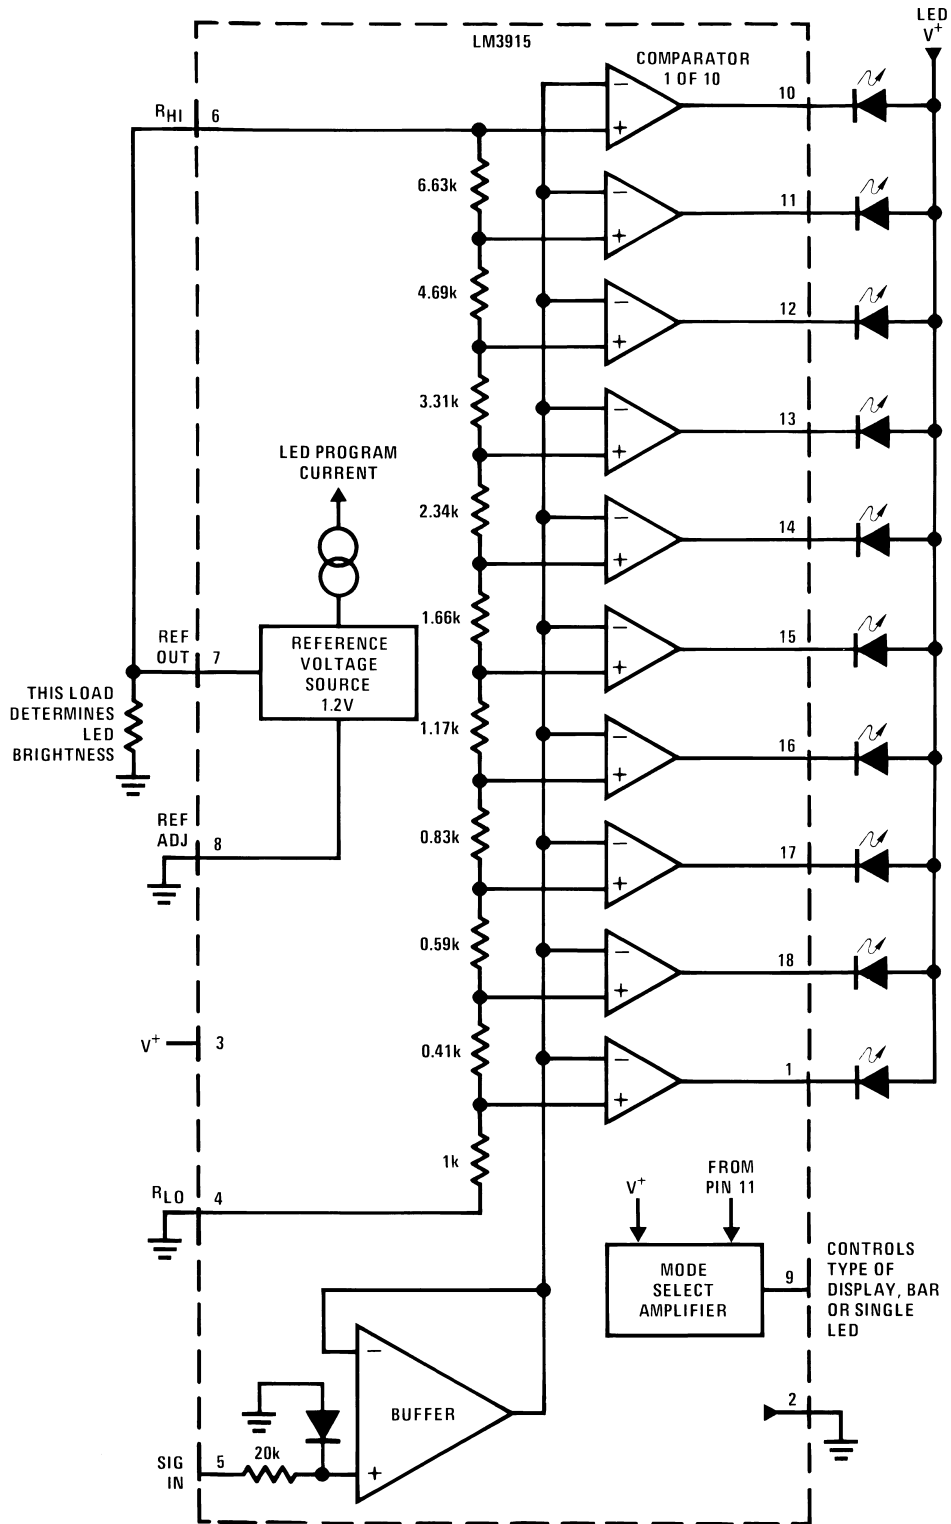 LED
V+
LM3915
COMPARATOR
1 OF 10
RHI
6
−
+
10
6.63k
−
+
11
4.69k
−
+
12
3.31k
−
+
13
LED PROGRAM
CURRENT
2.34k
−
+
14
1.66k
−
+
15
REF
OUT
7
REFERENCE
VOLTAGE
SOURCE
1.2V
THIS LOAD
DETERMINES
LED
BRIGHTNESS
1.17k
−
+
16
REF
ADJ
8
0.83k
−
+
17
0.59k
−
+
18
V+
3
0.41k
−
+
1
1k
RLO
4
V+
FROM
PIN 11
MODE
SELECT
AMPLIFIER
9
CONTROLS
TYPE OF
DISPLAY, BAR
OR SINGLE
LED
−
BUFFER
+
2
SIG
IN
5
20k